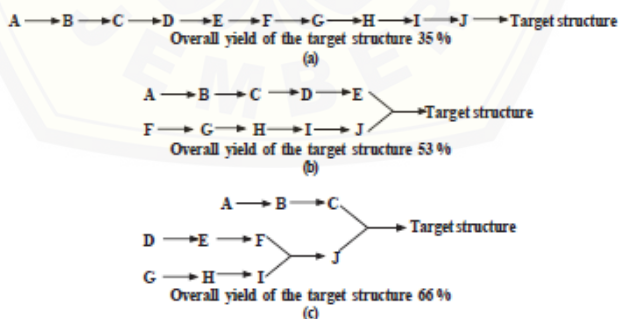 A → B → C → D → E → F → G → H → I → J → Target structure
Overall yield of the target structure 35 %
(a)
A → B → C → D → E
Target structure
F → G → H → I → J
Overall yield of the target structure 53 %
(b)
A → B → C
Target structure
D → E → F
J
G → H → I
Overall yield of the target structure 66 %
(c)
JEMBER